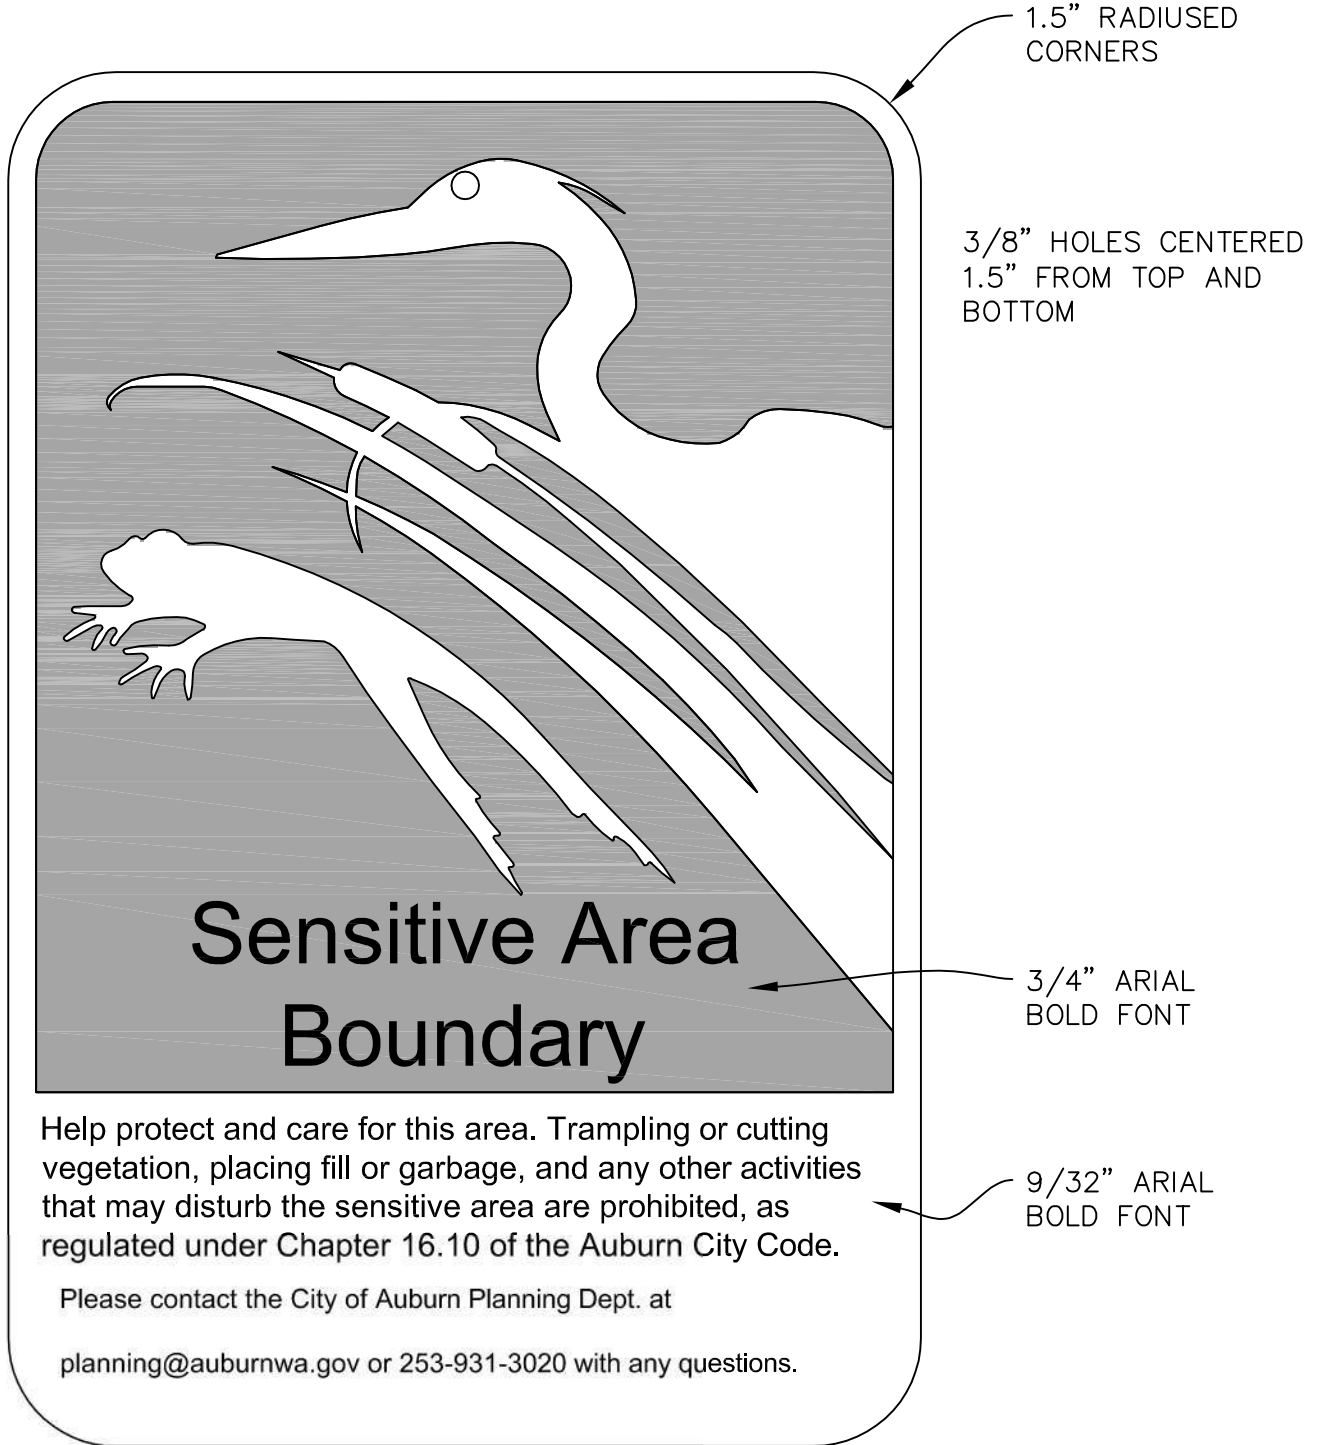 1.5” RADIUSED
CORNERS
3/8” HOLES CENTERED
1.5” FROM TOP AND
BOTTOM
Sensitive Area
Boundary
3/4” ARIAL
BOLD FONT
Help protect and care for this area. Trampling or cutting
vegetation, placing fill or garbage, and any other activities
that may disturb the sensitive area are prohibited, as
regulated under Chapter 16.10 of the Auburn City Code.
9/32” ARIAL
BOLD FONT
Please contact the City of Auburn Planning Dept. at
planning@auburnwa.gov or 253-931-3020 with any questions.